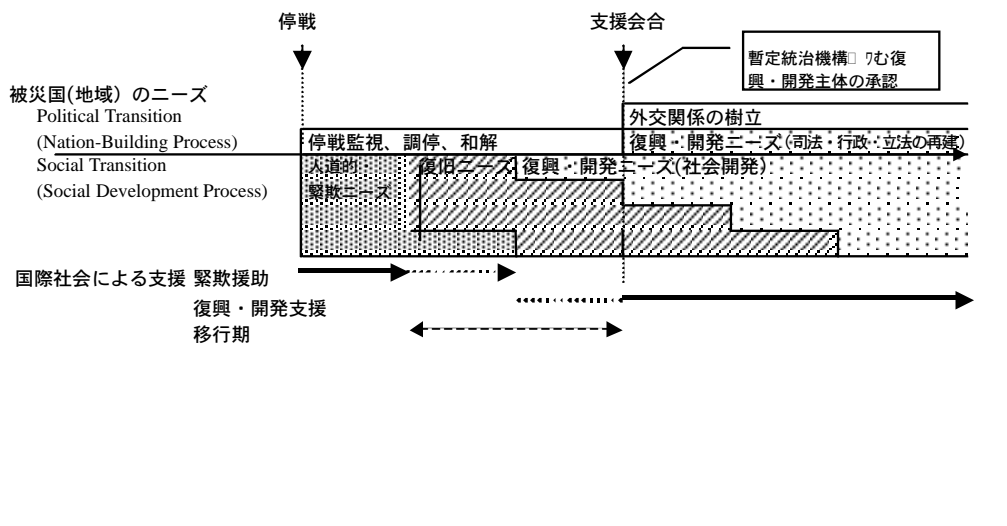 停戦
支援会合
暫定統治機構□ ﾜむ復
興・開発主体の承認
被災国(地域）のニーズ
Political Transition
外交関係の樹立
(Nation-Building Process)
停戦監視、調停、和解
復興・開発ニーズ(司法・行政・立法の再建)
Social Transition
人道的
復旧ニーズ
復興・開発ニーズ(社会開発)
(Social Development Process)
緊欺ニーズ
国際社会による支援 緊欺援助
復興・開発支援
移行期